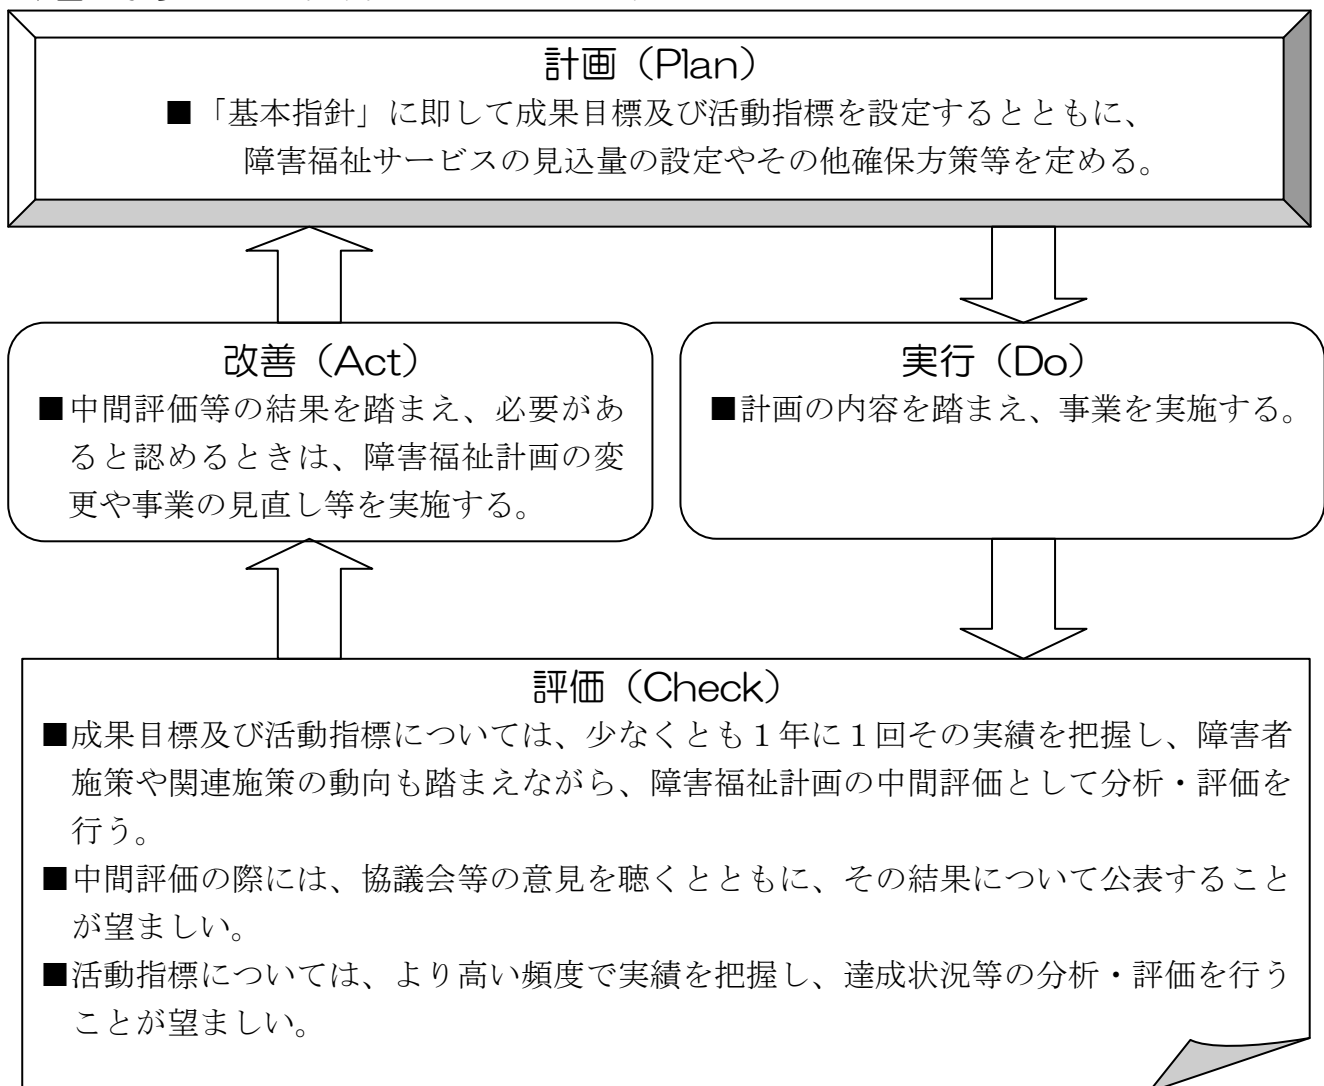 計画（Plan）
■「基本指針」に即して成果目標及び活動指標を設定するとともに、
障害福祉サービスの見込量の設定やその他確保方策等を定める。
改善（Act）
■中間評価等の結果を踏まえ、必要があ
ると認めるときは、障害福祉計画の変
更や事業の見直し等を実施する。
実行（Do）
■計画の内容を踏まえ、事業を実施する。
評価（Check）
■成果目標及び活動指標については、少なくとも１年に１回その実績を把握し、障害者
施策や関連施策の動向も踏まえながら、障害福祉計画の中間評価として分析・評価を
行う。
■中間評価の際には、協議会等の意見を聴くとともに、その結果について公表すること
が望ましい。
■活動指標については、より高い頻度で実績を把握し、達成状況等の分析・評価を行う
ことが望ましい。